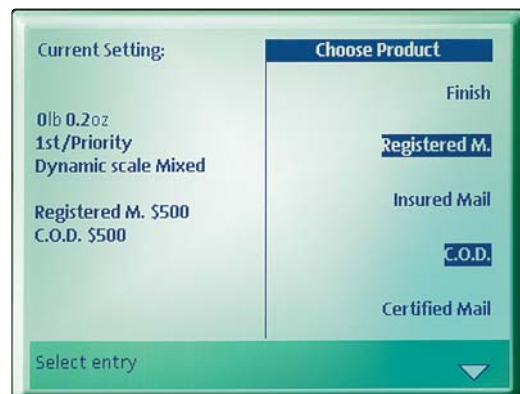 Current Setting:
0lb 0.2oz
1st/Priority
Dynamic scale Mixed
Registered M. $500
C.O.D. $500
Choose Product
Finish
Registered M.
Insured Mail
C.O.D.
Certified Mail
Select entry